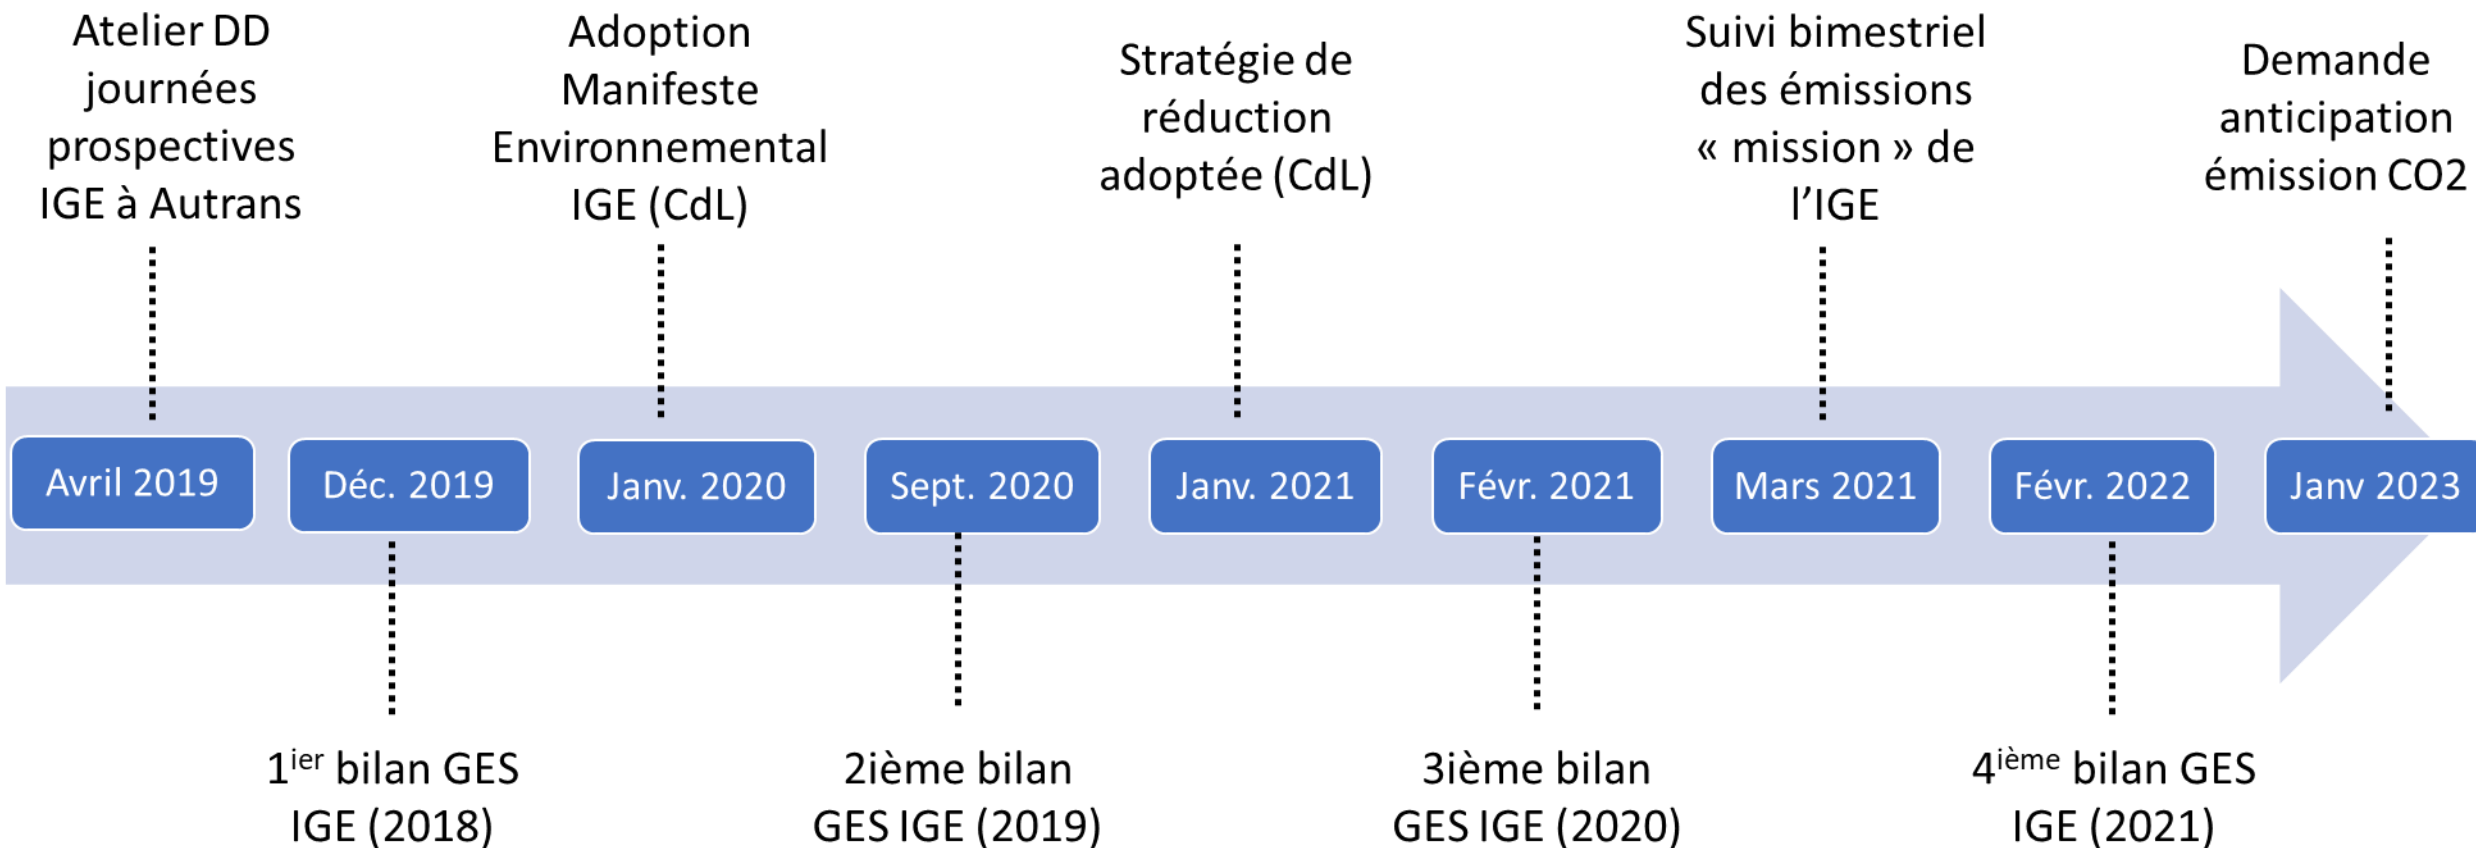 Atelier DD
journées
prospectives
IGE à Autrans
Adoption
Manifeste
Environnemental
IGE (CdL)
Stratégie de
réduction
adoptée (CdL)
Suivi bimestriel
des émissions
« mission » de
l’IGE
Demande
anticipation
émission CO2
Avril 2019
Déc. 2019
Janv. 2020
Sept. 2020
Janv. 2021
Févr. 2021
Mars 2021
Févr. 2022
Janv 2023
1ier bilan GES
IGE (2018)
2ième bilan
GES IGE (2019)
3ième bilan
GES IGE (2020)
4ième bilan GES
IGE (2021)